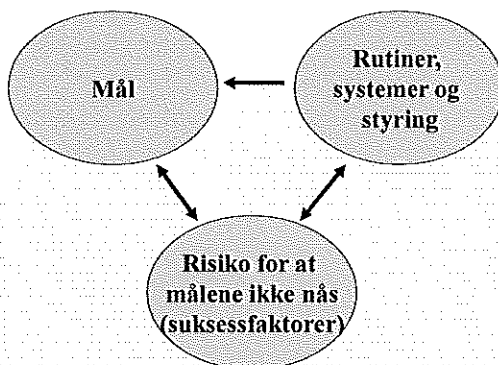 Mål
Rutiner,
systemer og
styring
Risiko for at
målene ikke nås
(suksessfaktorer)